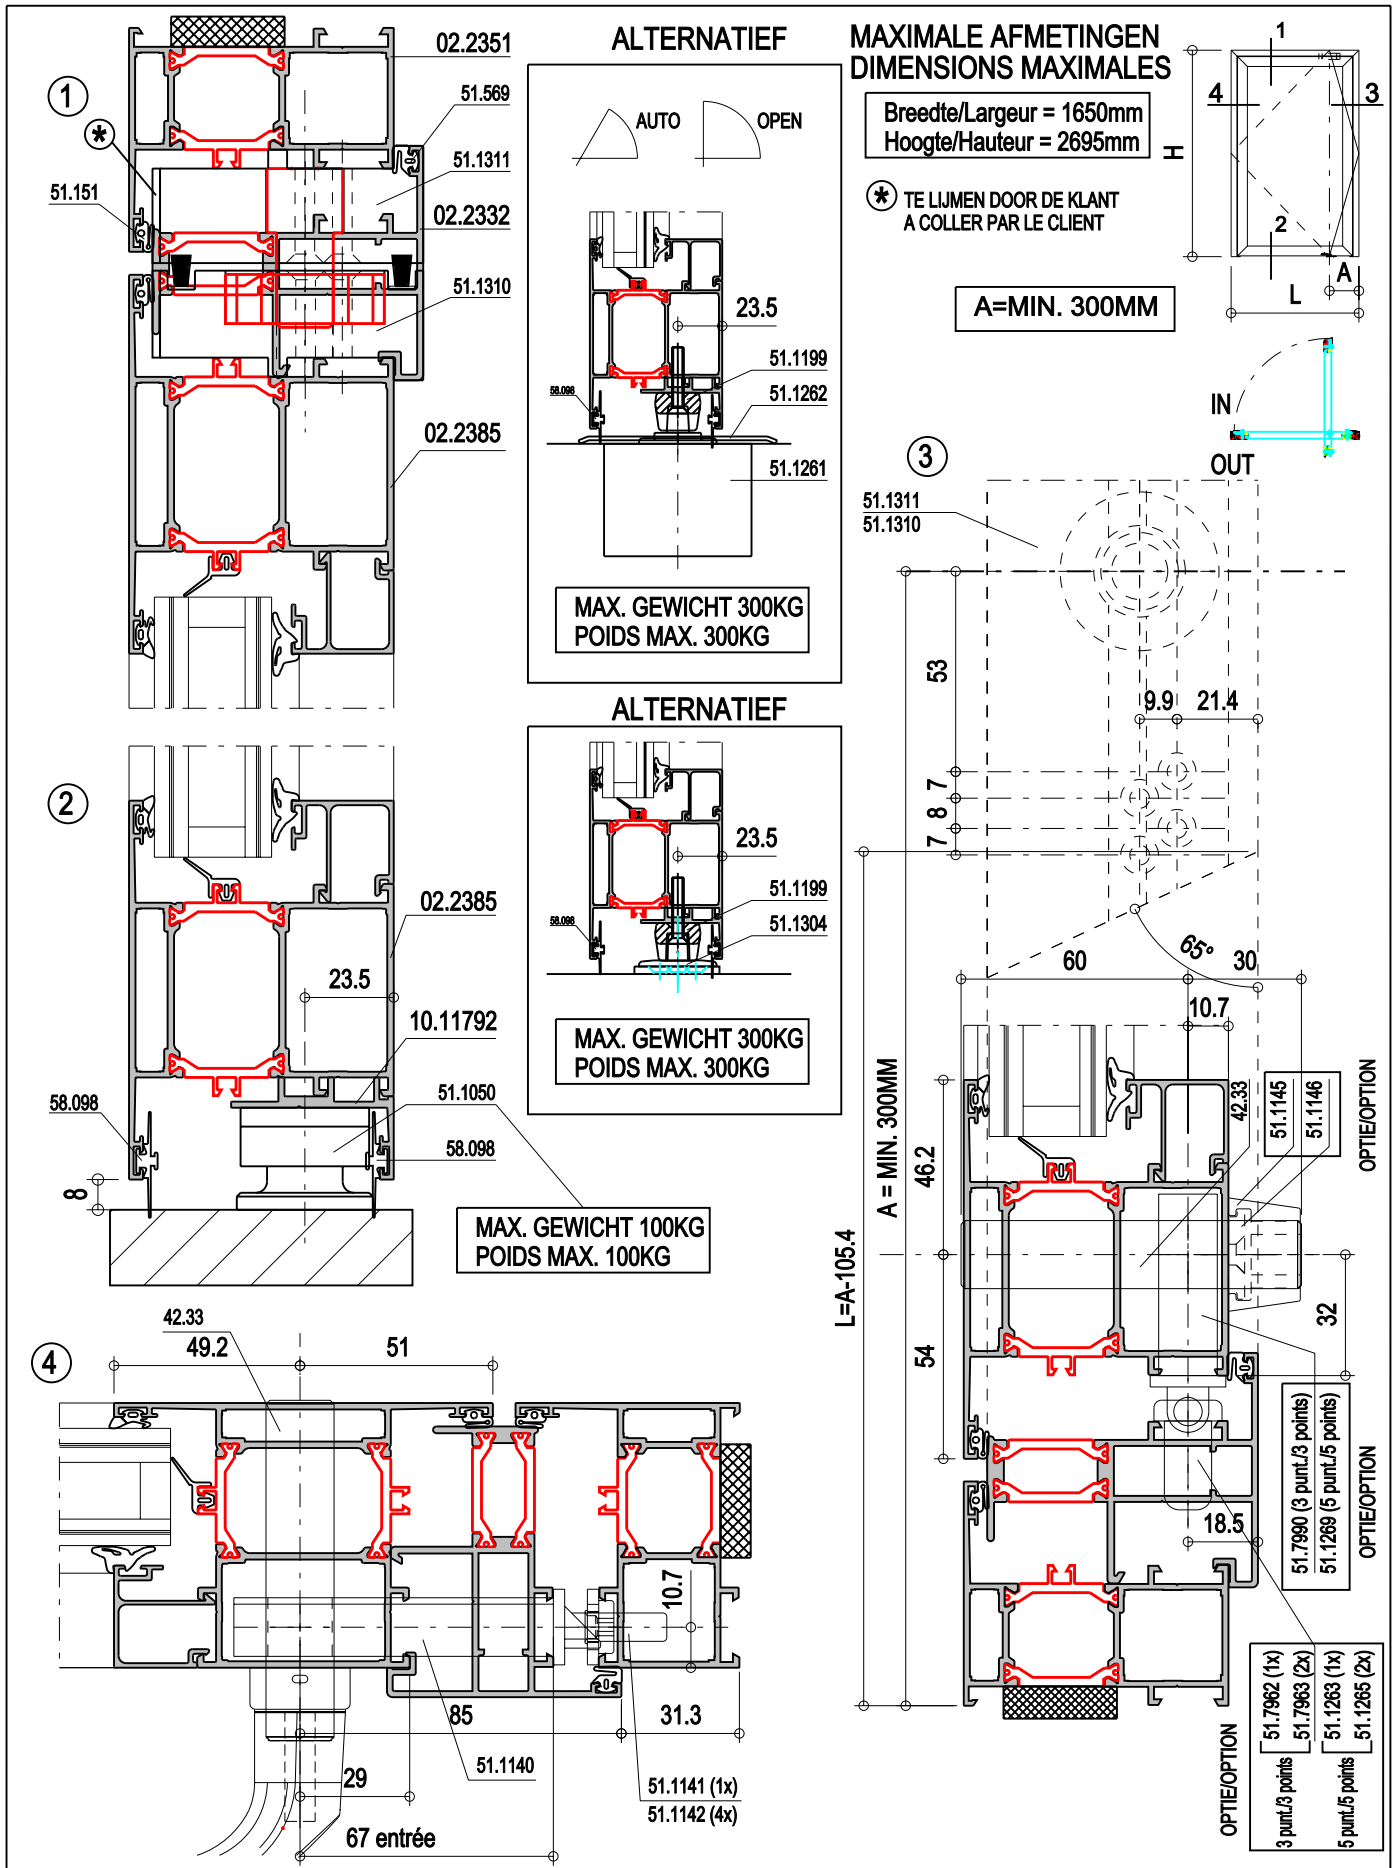 1
*
02.2351
51.569
51.1311
51.151
02.2332
51.1310
02.2385
ALTERNATIEF
AUTO
OPEN
23.5
51.1199
58.098
51.1262
51.1261
MAX. GEWICHT 300KG
POIDS MAX. 300KG
MAXIMALE AFMETINGEN
DIMENSIONS MAXIMALES
Breedte/Largeur = 1650mm
Hoogte/Hauteur = 2695mm
* TE LIJMEN DOOR DE KLANT
A COLLER PAR LE CLIENT
A=MIN. 300MM
1
4
3
H
2
A
L
IN
OUT
2
02.2385
23.5
10.11792
51.1050
58.098
58.098
8
MAX. GEWICHT 100KG
POIDS MAX. 100KG
ALTERNATIEF
23.5
51.1199
58.098
51.1304
MAX. GEWICHT 300KG
POIDS MAX. 300KG
3
51.1311
51.1310
53
9.9
21.4
7
8
7
65°
60
30
10.7
A = MIN. 300MM
L=A-105.4
46.2
54
42.33
51.1145
51.1146
OPTIE/OPTION
32
51.7990 (3 punt./3 points)
51.1269 (5 punt./5 points)
OPTIE/OPTION
18.5
OPTIE/OPTION
3 punt./3 points
51.7962 (1x)
51.7963 (2x)
5 punt./5 points
51.1263 (1x)
51.1265 (2x)
4
42.33
49.2
51
10.7
85
31.3
51.1140
29
51.1141 (1x)
51.1142 (4x)
67 entrée